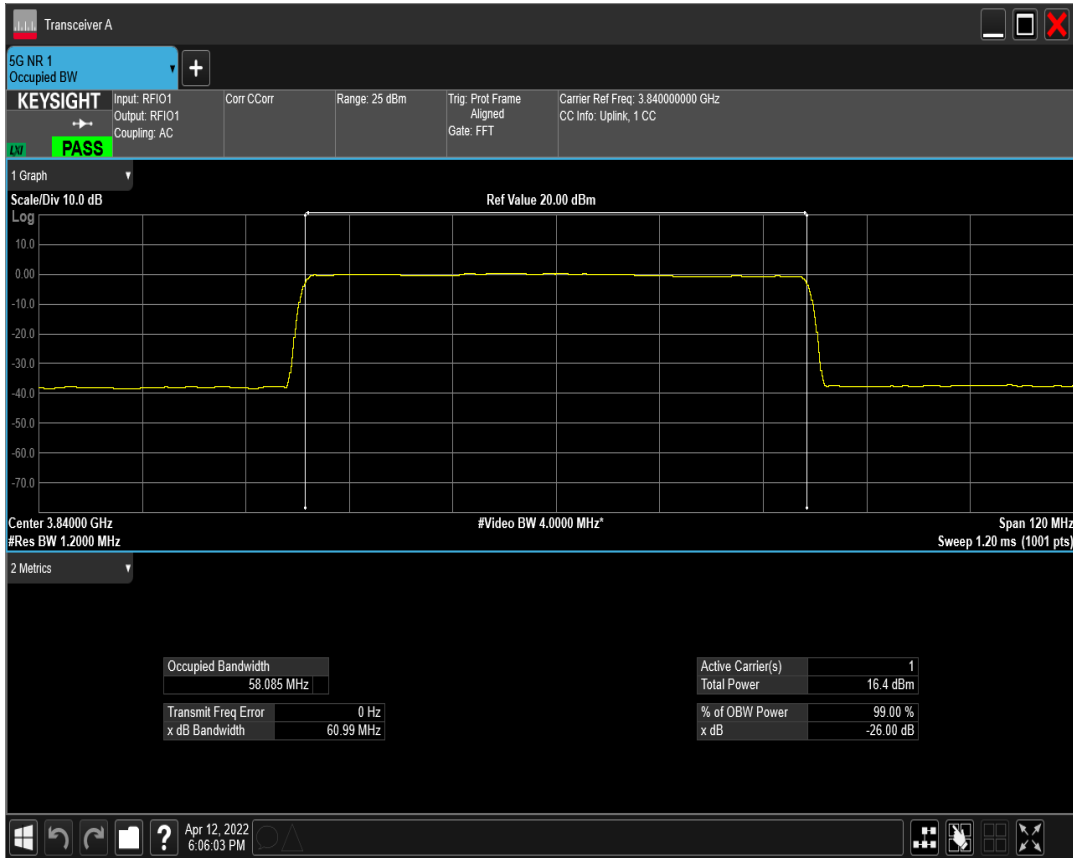 Transceiver A
5G NR 1
Occupied BW
KEYSIGHT
LXI
PASS
Input: RFIO1
Output: RFIO1
Coupling: AC
Corr CCorr
Range: 25 dBm
Trig: Prot Frame
Aligned
Gate: FFT
Carrier Ref Freq: 3.840000000 GHz
CC Info: Uplink, 1 CC
1 Graph
Scale/Div 10.0 dB
Ref Value 20.00 dBm
Log
10.0
0.00
-10.0
-20.0
-30.0
-40.0
-50.0
-60.0
-70.0
Center 3.84000 GHz
#Video BW 4.0000 MHz*
Span 120 MHz
#Res BW 1.2000 MHz
Sweep 1.20 ms (1001 pts)
2 Metrics
Occupied Bandwidth
58.085 MHz
Transmit Freq Error 0 Hz
x dB Bandwidth 60.99 MHz
Active Carrier(s) 1
Total Power 16.4 dBm
% of OBW Power 99.00 %
x dB -26.00 dB
?
Apr 12, 2022
6:06:03 PM